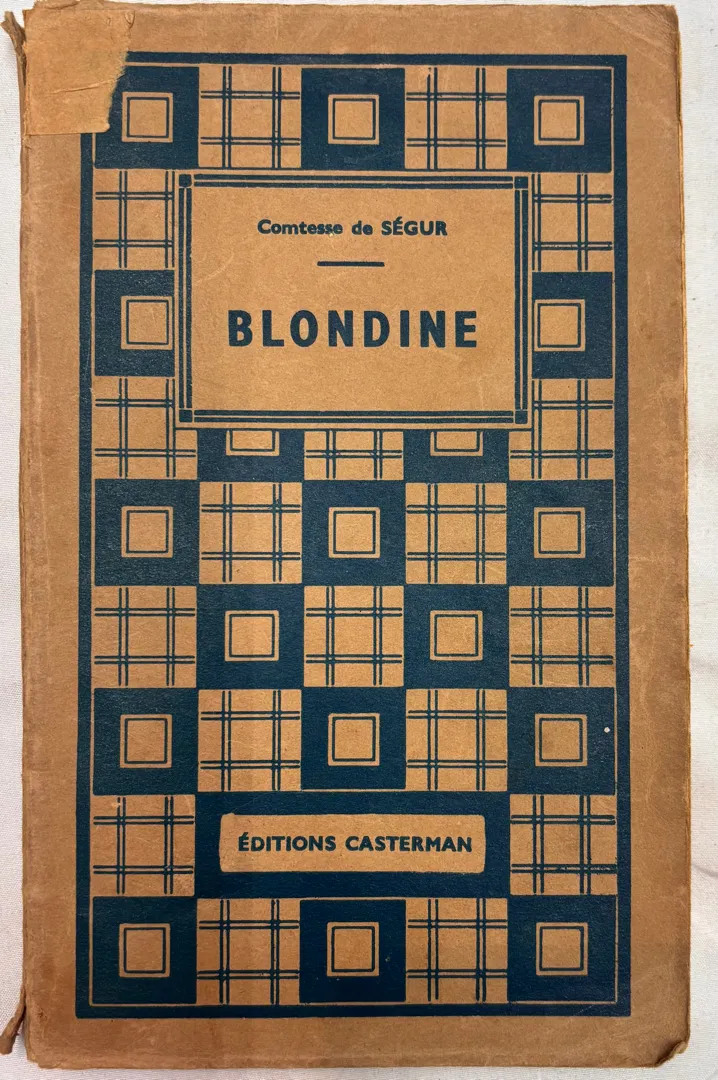 Comtesse de SÉGUR
BLONDINE
ÉDITIONS CASTERMAN